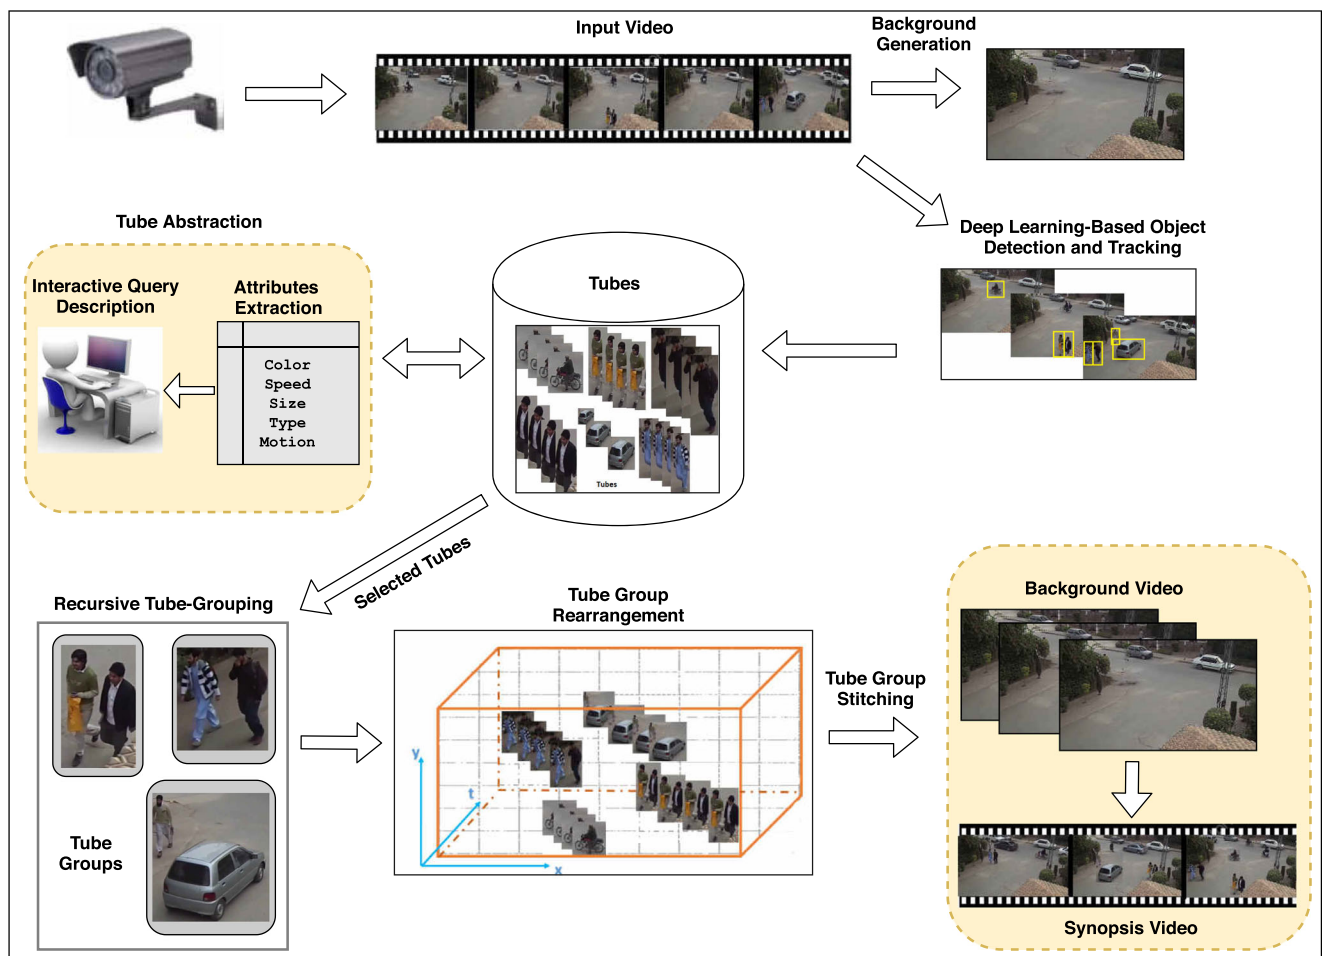 Input Video
Background
Generation
Tube Abstraction
Deep Learning-Based Object
Detection and Tracking
Interactive Query
Description
Attributes
Extraction
Color
Speed
Size
Type
Motion
Tubes
Tubes
Selected Tubes
Recursive Tube-Grouping
Tube
Groups
Tube Group
Rearrangement
y
t
x
Tube Group
Stitching
Background Video
Synopsis Video